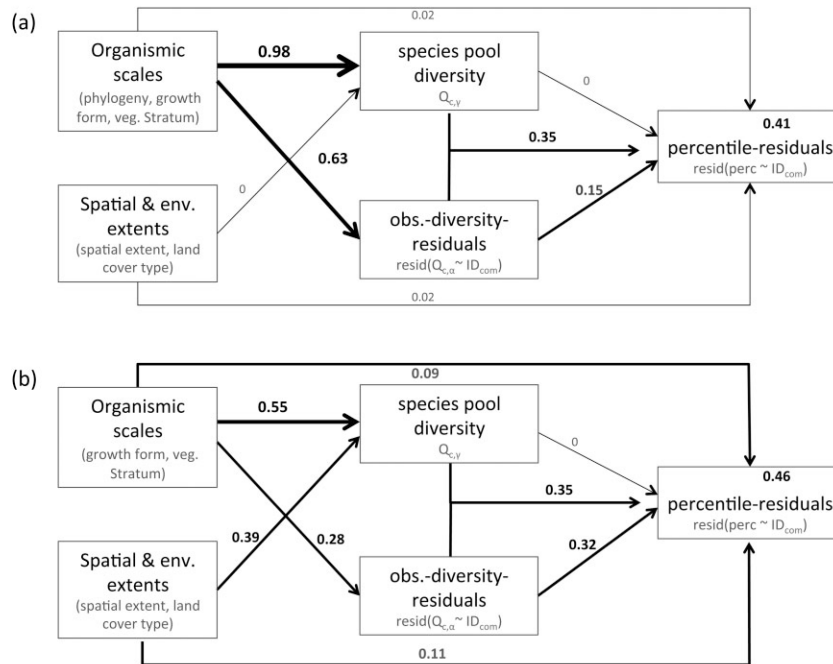 (a)
0.02
Organismic
scales
(phylogeny, growth
form, veg. Stratum)
0.98
species pool
diversity
Qc,γ
0
0.41
percentile-residuals
resid(perc ~ IDcom)
0.35
0.63
0.15
0
Spatial & env.
extents
(spatial extent, land
cover type)
obs.-diversity-
residuals
resid(Qc,α~ IDcom)
0.02
(b)
0.09
Organismic
scales
(growth form, veg.
Stratum)
0.55
species pool
diversity
Qc,γ
0
0.46
percentile-residuals
resid(perc ~ IDcom)
0.35
0.39
0.28
0.32
Spatial & env.
extents
(spatial extent, land
cover type)
obs.-diversity-
residuals
resid(Qc,α~ IDcom)
0.11